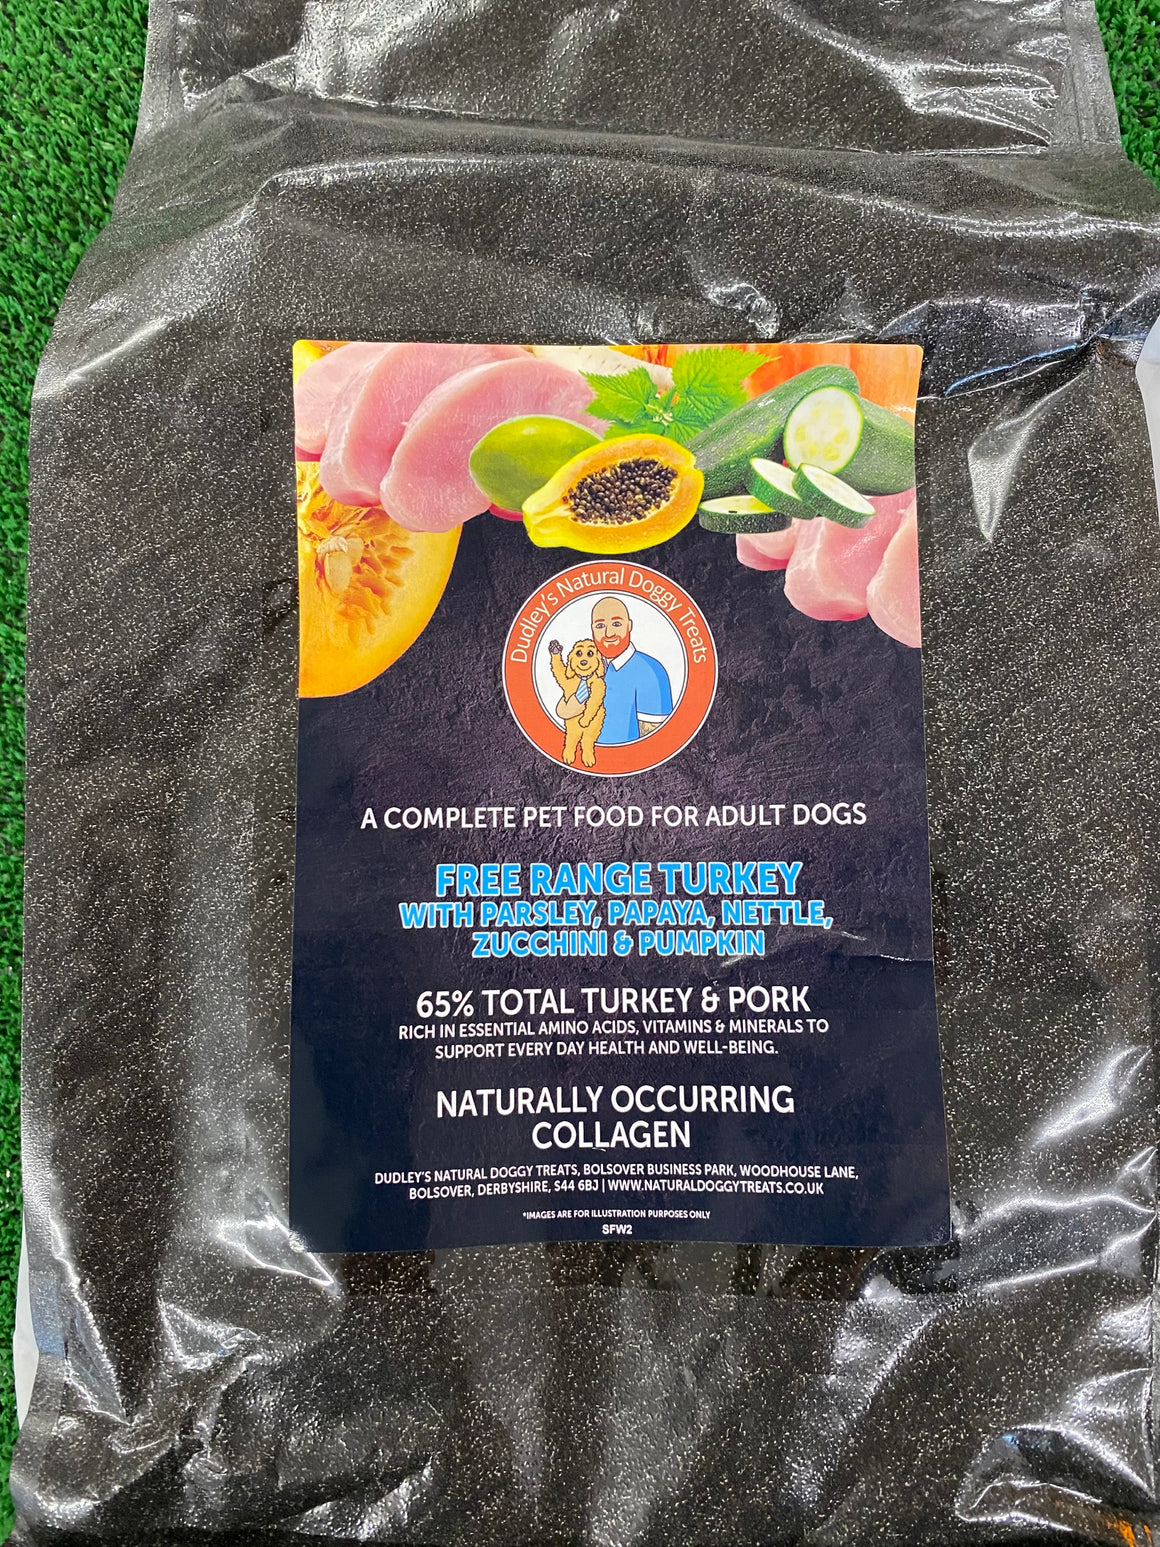 Dudley's Natural Doggy Treats
A COMPLETE PET FOOD FOR ADULT DOGS
FREE RANGE TURKEY
WITH PARSLEY, PAPAYA, NETTLE,
ZUCCHINI & PUMPKIN
65% TOTAL TURKEY & PORK
RICH IN ESSENTIAL AMINO ACIDS, VITAMINS & MINERALS TO
SUPPORT EVERY DAY HEALTH AND WELL-BEING.
NATURALLY OCCURRING
COLLAGEN
DUDLEY'S NATURAL DOGGY TREATS, BOLSOVER BUSINESS PARK, WOODHOUSE LANE,
BOLSOVER, DERBYSHIRE, S44 6BJ | WWW.NATURALDOGGYTREATS.CO.UK
*IMAGES ARE FOR ILLUSTRATION PURPOSES ONLY
SFW2